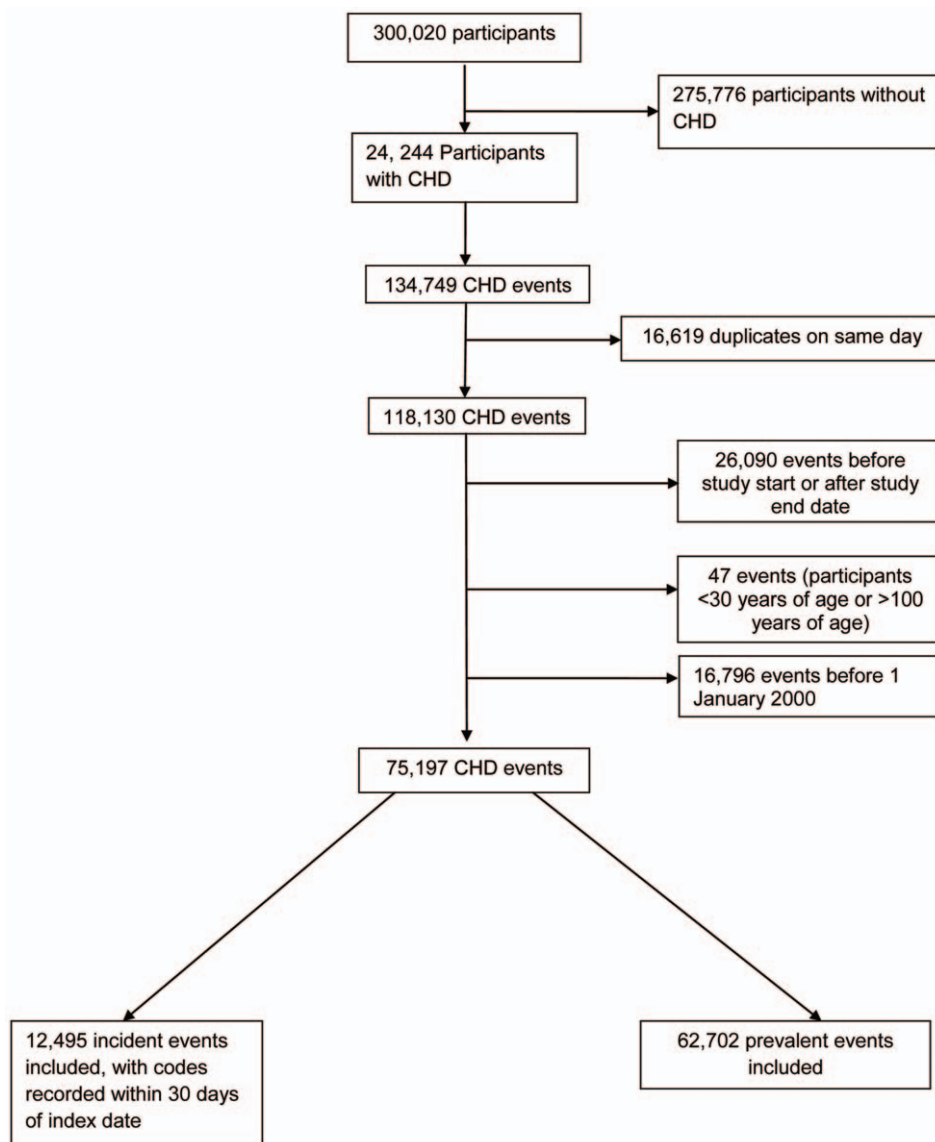 300,020 participants
275,776 participants without
CHD
24, 244 Participants
with CHD
134,749 CHD events
16,619 duplicates on same day
118,130 CHD events
26,090 events before
study start or after study
end date
47 events (participants
<30 years of age or >100
years of age)
16,796 events before 1
January 2000
75,197 CHD events
12,495 incident events
included, with codes
recorded within 30 days
of index date
62,702 prevalent events
included